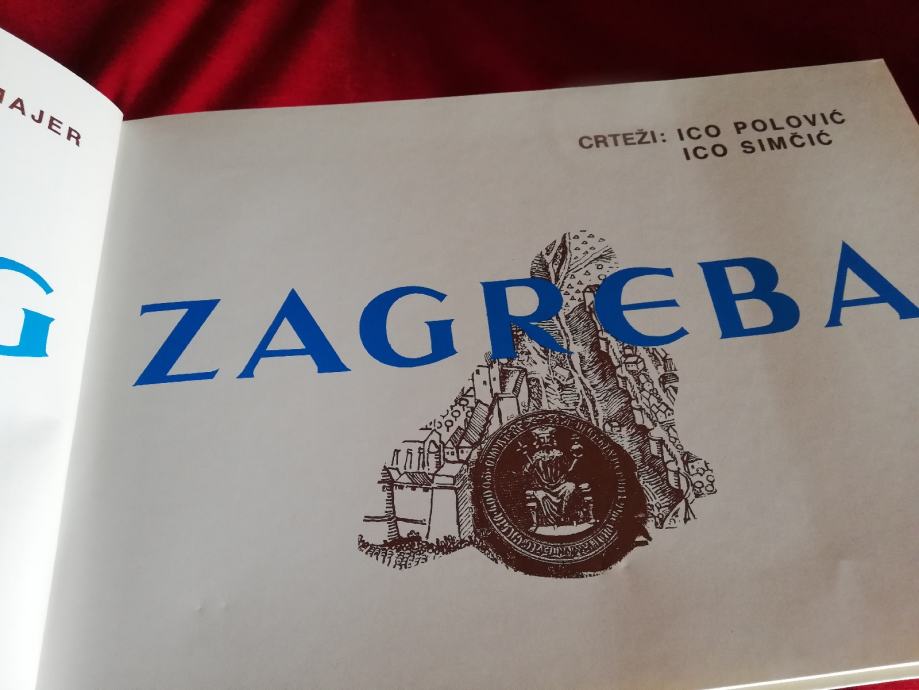 MAJER
CRTEŽI: ICO POLOVIĆ
ICO SIMČIĆ
G ZAGREBA